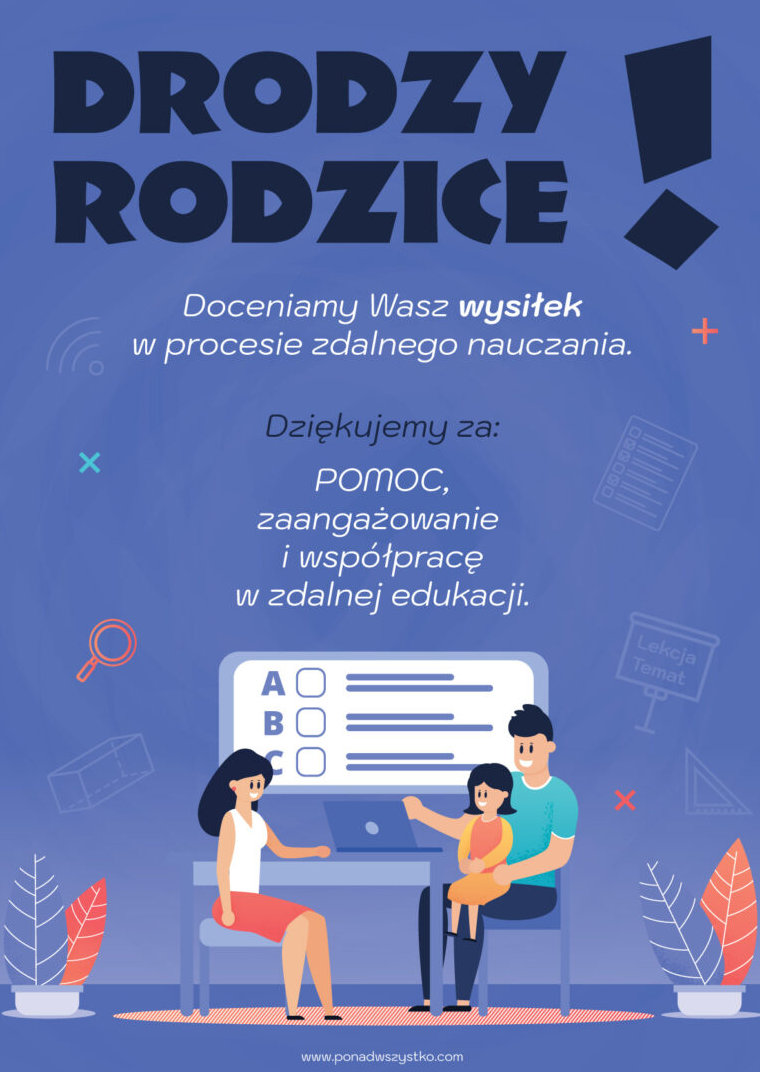 DRODZY
RODZICE!
Doceniamy Wasz wysiłek
w procesie zdalnego nauczania.
Dziękujemy za:
POMOC,
zaangażowanie
i współpracę
w zdalnej edukacji.
Lekcja
Temat
A
B
C
www.ponadwszystko.com